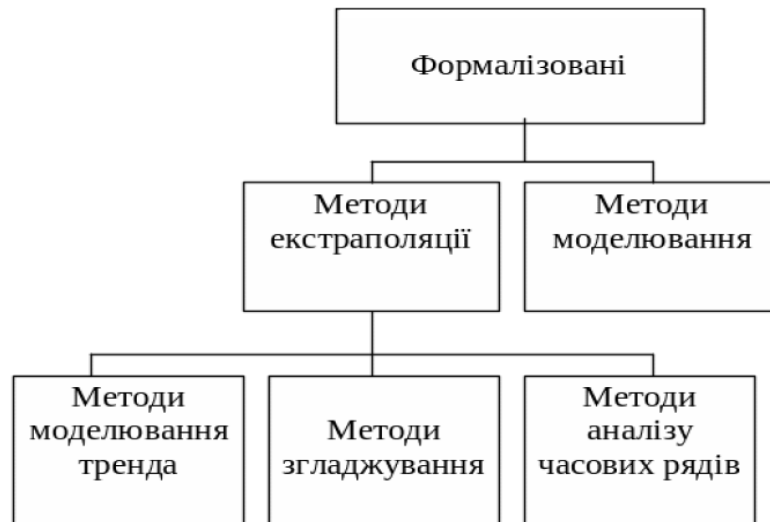 Формалізовані
Методи
екстраполяції
Методи
моделювання
Методи
моделювання
тренда
Методи
згладжування
Методи
аналізу
часових рядів